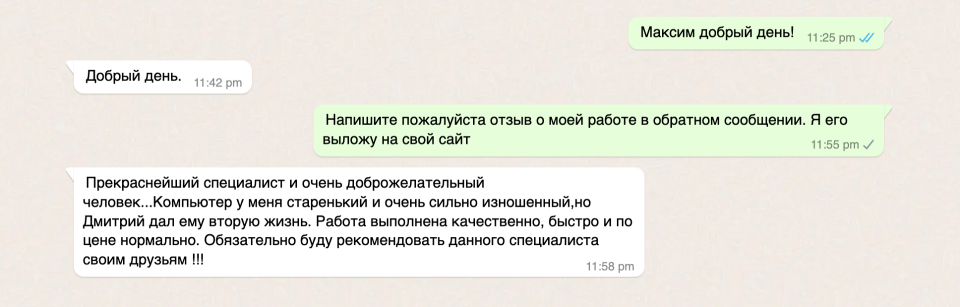 Максим добрый день!
11:25 pm
Добрый день.
11:42 pm
Напишите пожалуйста отзыв о моей работе в обратном сообщении. Я его
выложу на свой сайт
11:55 pm
Прекраснейший специалист и очень доброжелательный
человек...Компьютер у меня старенький и очень сильно изношенный,но
Дмитрий дал ему вторую жизнь. Работа выполнена качественно, быстро и по
цене нормально. Обязательно буду рекомендовать данного специалиста
своим друзьям !!!
11:58 pm